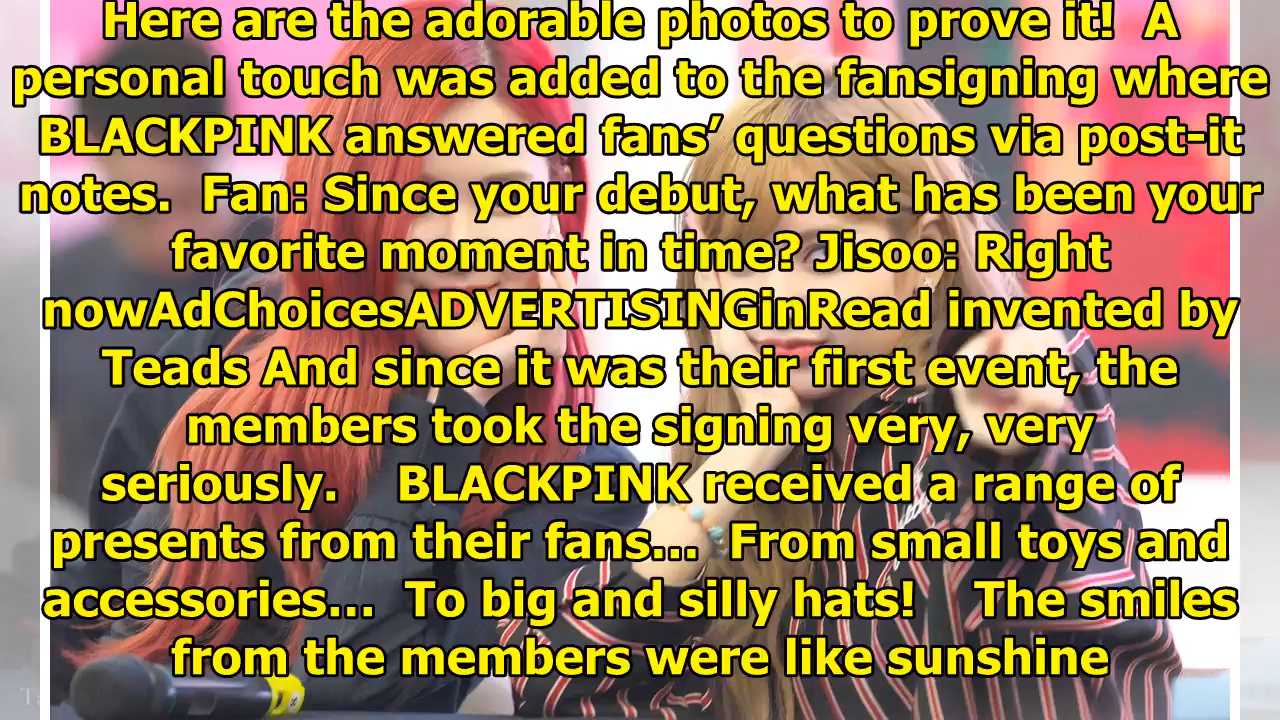 Here are the adorable photos to prove it!  A
personal touch was added to the fansigning where
BLACKPINK answered fans’ questions via post-it
notes.  Fan: Since your debut, what has been your
favorite moment in time? Jisoo: Right
nowAdChoicesADVERTISINGinRead invented by
Teads And since it was their first event, the
members took the signing very, very
seriously.    BLACKPINK received a range of
presents from their fans…  From small toys and
accessories…  To big and silly hats!    The smiles
from the members were like sunshine